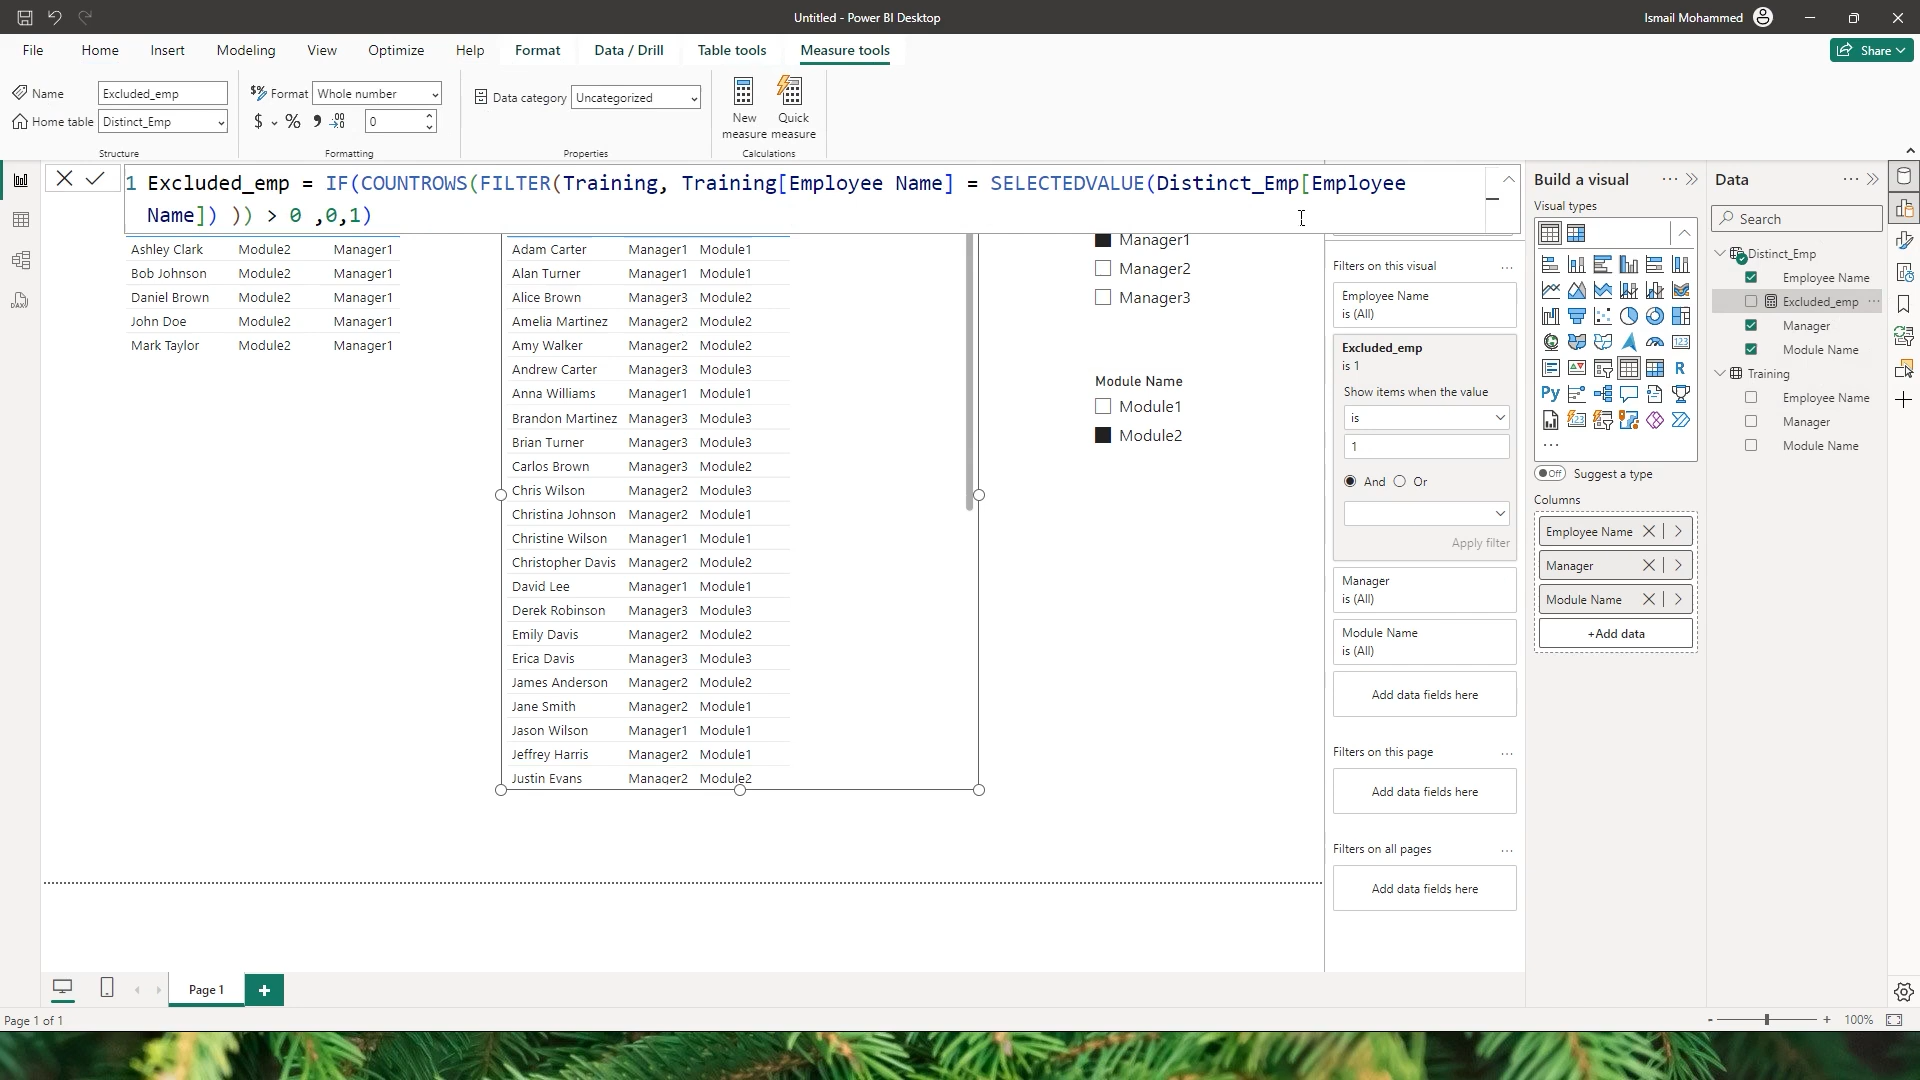 Untitled - Power BI Desktop
Ismail Mohammed
File Home Insert Modeling View Optimize Help Format Data / Drill Table tools Measure tools
Share
Name Excluded_emp
Home table Distinct_Emp
Structure
Format Whole number
$ % 9 .00 0
Formatting
Data category Uncategorized
Properties
New measure
Quick measure
Calculations
1 Excluded_emp = IF(COUNTROWS(FILTER(Training, Training[Employee Name] = SELECTEDVALUE(Distinct_Emp[Employee
Name]) )) > 0 ,0,1)
Ashley Clark Module2 Manager1
Bob Johnson Module2 Manager1
Daniel Brown Module2 Manager1
John Doe Module2 Manager1
Mark Taylor Module2 Manager1
Adam Carter Manager1 Module1
Alan Turner Manager1 Module1
Alice Brown Manager3 Module2
Amelia Martinez Manager2 Module2
Amy Walker Manager2 Module2
Andrew Carter Manager3 Module3
Anna Williams Manager1 Module1
Brandon Martinez Manager3 Module3
Brian Turner Manager3 Module3
Carlos Brown Manager3 Module2
Chris Wilson Manager2 Module3
Christina Johnson Manager2 Module1
Christine Wilson Manager1 Module1
Christopher Davis Manager2 Module2
David Lee Manager1 Module1
Derek Robinson Manager3 Module3
Emily Davis Manager2 Module2
Erica Davis Manager3 Module3
James Anderson Manager2 Module2
Jane Smith Manager2 Module1
Jason Wilson Manager1 Module1
Jeffrey Harris Manager2 Module1
Justin Evans Manager2 Module2
Manager1
Manager2
Manager3
Module Name
Module1
Module2
Filters on this visual ...
Employee Name
is (All)
Excluded_emp
is 1
Show items when the value
is
1
And Or
Apply filter
Manager
is (All)
Module Name
is (All)
Add data fields here
Filters on this page ...
Add data fields here
Filters on all pages ...
Add data fields here
Build a visual ...
Visual types
123
R
Py
...
Off Suggest a type
Columns
Employee Name
Manager
Module Name
+Add data
Data ...
Search
Distinct_Emp
Employee Name
Excluded_emp ...
Manager
Module Name
Training
Employee Name
Manager
Module Name
Page 1
Page 1 of 1
- + 100%